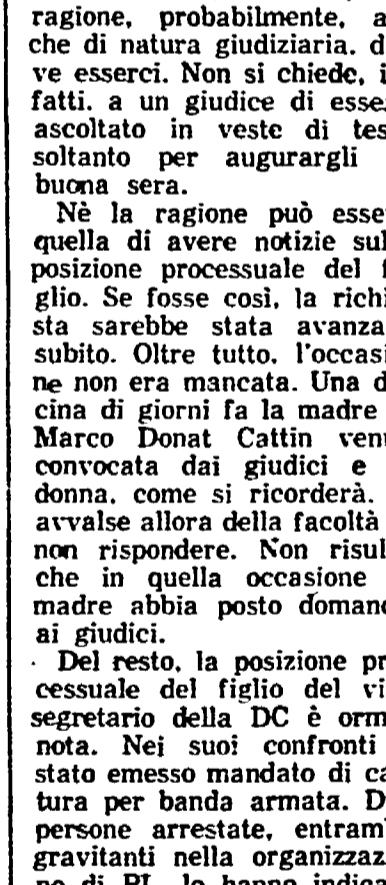 ragione, probabilmente, a
che di natura giudiziaria. d
ve esserci. Non si chiede, i
fatti. a un giudice di esse
ascoltato in veste di tes
soltanto per augurargli
buona sera.
Nè la ragione può esse
quella di avere notizie sul
posizione processuale del f
glio. Se fosse così, la richi
sta sarebbe stata avanza
subito. Oltre tutto, l'occasi
ne non era mancata. Una d
cina di giorni fa la madre
Marco Donat Cattin ven
convocata dai giudici e
donna, come si ricorderà.
avvalse allora della facoltà
non rispondere. Non risul
che in quella occasione
madre abbia posto domand
ai giudici.
Del resto, la posizione pr
cessuale del figlio del vi
segretario della DC è orm
nota. Nei suoi confronti
stato emesso mandato di ca
tura per banda armata. D
persone arrestate, entram
gravitanti nella organizzaz
ne di PL, lo hanno indica